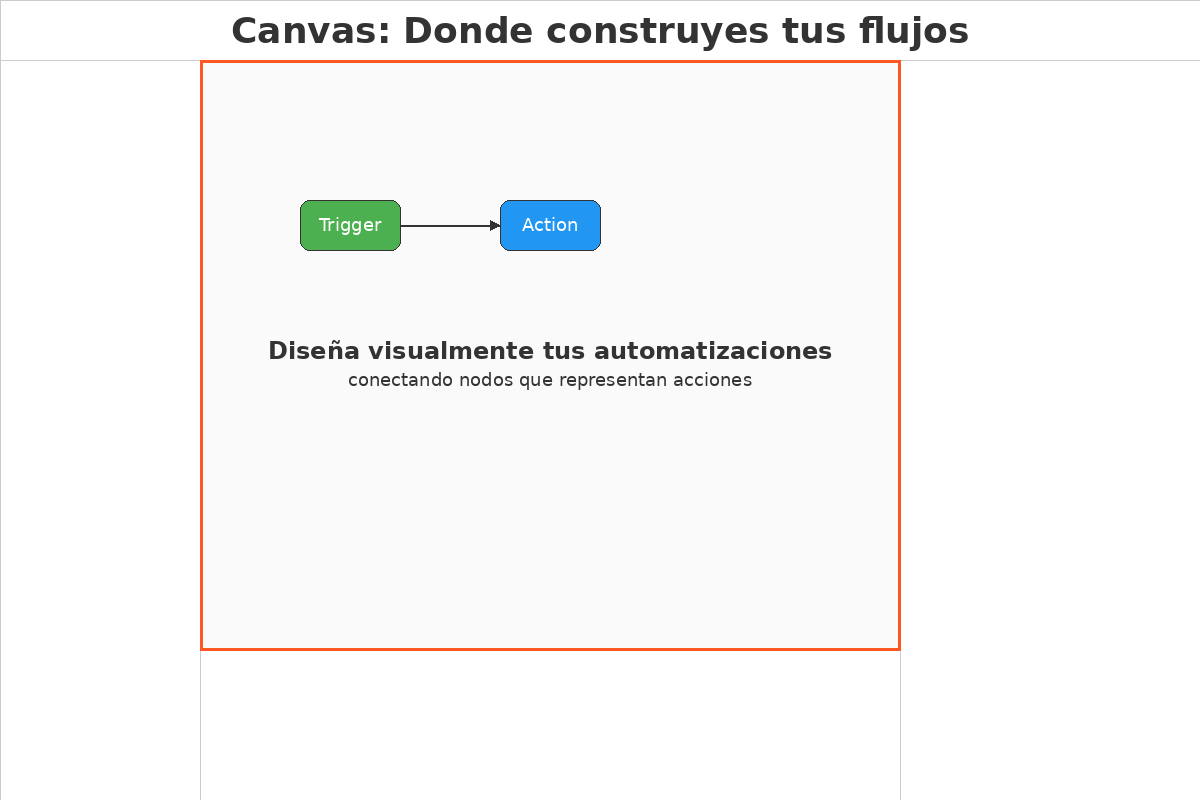 Canvas: Donde construyes tus flujos
Trigger
Action
Diseña visualmente tus automatizaciones
conectando nodos que representan acciones